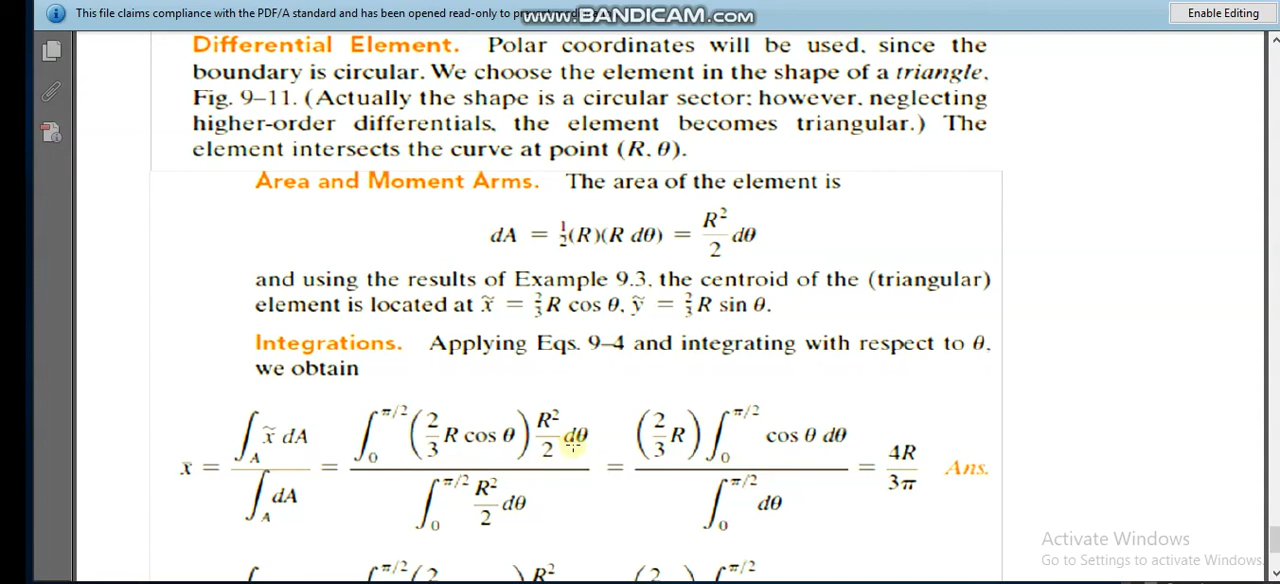 This file claims compliance with the PDF/A standard and has been opened read-only to
www.BANDICAM.com
Enable Editing
Differential Element. Polar coordinates will be used, since the
boundary is circular. We choose the element in the shape of a triangle,
Fig. 9–11. (Actually the shape is a circular sector; however, neglecting
higher-order differentials, the element becomes triangular.) The
element intersects the curve at point (R, θ).
Area and Moment Arms. The area of the element is
dA = ½(R)(R dθ) = R²/2 dθ
and using the results of Example 9.3, the centroid of the (triangular)
element is located at x̃ = ⅔R cos θ, ỹ = ⅔R sin θ.
Integrations. Applying Eqs. 9–4 and integrating with respect to θ,
we obtain
x̄ = ∫_A x̃ dA / ∫_A dA = ∫₀^{π/2} (2/3 R cos θ) R²/2 dθ / ∫₀^{π/2} R²/2 dθ = (2/3 R) ∫₀^{π/2} cos θ dθ / ∫₀^{π/2} dθ = 4R/3π Ans.
Activate Windows
Go to Settings to activate Windows.